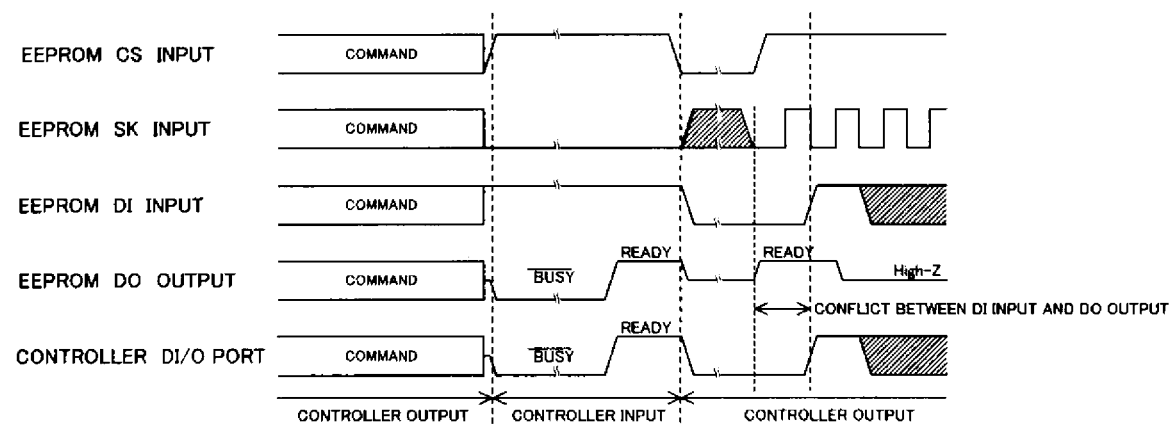 EEPROM CS INPUT
COMMAND
EEPROM SK INPUT
COMMAND
EEPROM DI INPUT
COMMAND
EEPROM DO OUTPUT
COMMAND
BUSY
READY
READY
High-Z
CONFLICT BETWEEN DI INPUT AND DO OUTPUT
CONTROLLER DI/O PORT
COMMAND
BUSY
READY
CONTROLLER OUTPUT
CONTROLLER INPUT
CONTROLLER OUTPUT